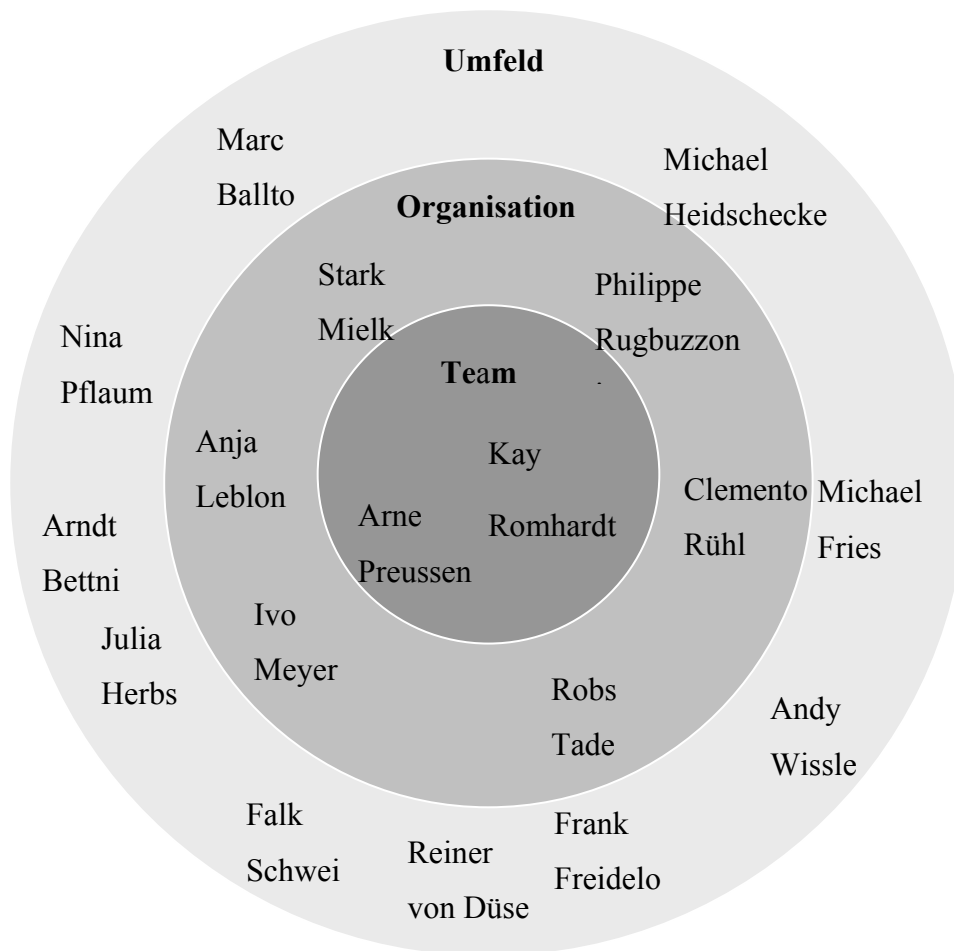 Umfeld
Marc
Ballto
Michael
Heidschecke
Organisation
Stark
Mielk
Philippe
Rugbuzzon
Nina
Pflaum
Team
.
Anja
Leblon
Kay
Romhardt
Arne
Preussen
Clemento
Rühl
Michael
Fries
Arndt
Bettni
Julia
Herbs
Ivo
Meyer
Robs
Tade
Andy
Wissle
Falk
Schwei
Reiner
von Düse
Frank
Freidelo